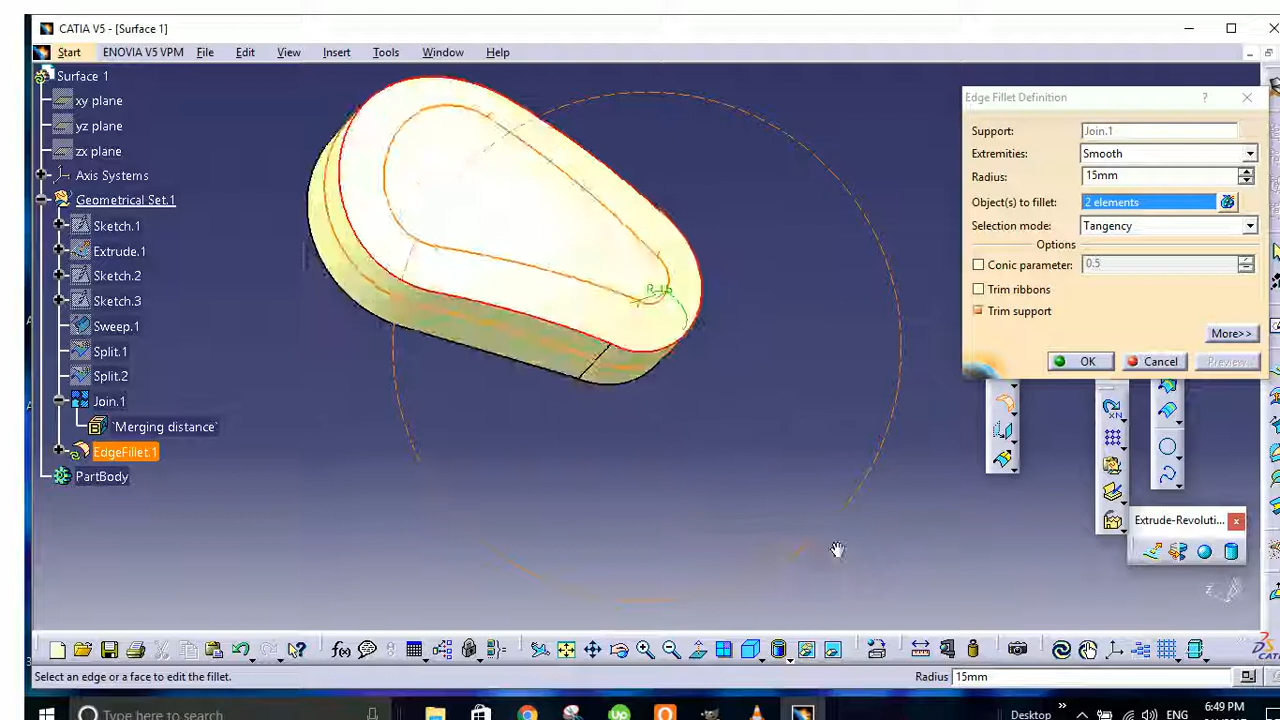 CATIA V5 - [Surface 1]
Start ENOVIA V5 VPM File Edit View Insert Tools Window Help
Surface 1
xy plane
yz plane
zx plane
Axis Systems
Geometrical Set.1
Sketch.1
Extrude.1
Sketch.2
Sketch.3
Sweep.1
Split.1
Split.2
Join.1
`Merging distance`
EdgeFillet.1
PartBody
Edge Fillet Definition ?
Support: Join.1
Extremities: Smooth
Radius: 15mm
Object(s) to fillet: 2 elements
Selection mode: Tangency
Options
Conic parameter: 0.5
Trim ribbons
Trim support
More>>
OK Cancel Preview
Extrude-Revoluti...
Select an edge or a face to edit the fillet. Radius 15mm
Type here to search Desktop ENG 6:49 PM